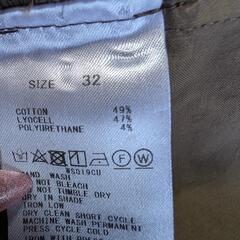 SIZE 32
COTTON 49%
LYOCELL 47%
POLYURETHANE 4%
WSD19CU
HAND WASH
DO NOT BLEACH
DO NOT TUMBLE DRY
DRY IN SHADE
IRON LOW
DRY CLEAN SHORT CYCLE
MACHINE WASH PERMANENT
PRESS CYCLE COLD